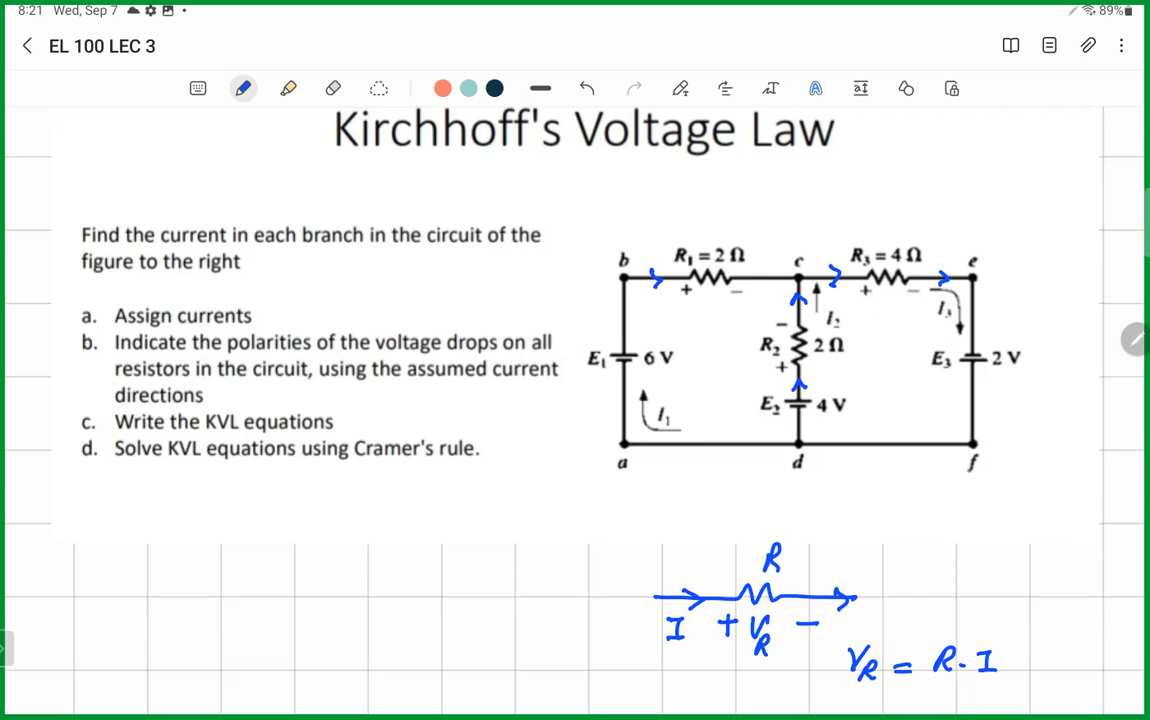 8:21 Wed, Sep 7
89%
EL 100 LEC 3
Kirchhoff's Voltage Law
Find the current in each branch in the circuit of the
figure to the right
a. Assign currents
b. Indicate the polarities of the voltage drops on all
resistors in the circuit, using the assumed current
directions
c. Write the KVL equations
d. Solve KVL equations using Cramer's rule.
b R₁ = 2 Ω c R₃ = 4 Ω e
+ − + −
I₂ I₃
−
R₂ 2 Ω
+
E₁ 6 V E₃ 2 V
E₂ 4 V
I₁
a d f
R
I + V_R −
V_R = R . I